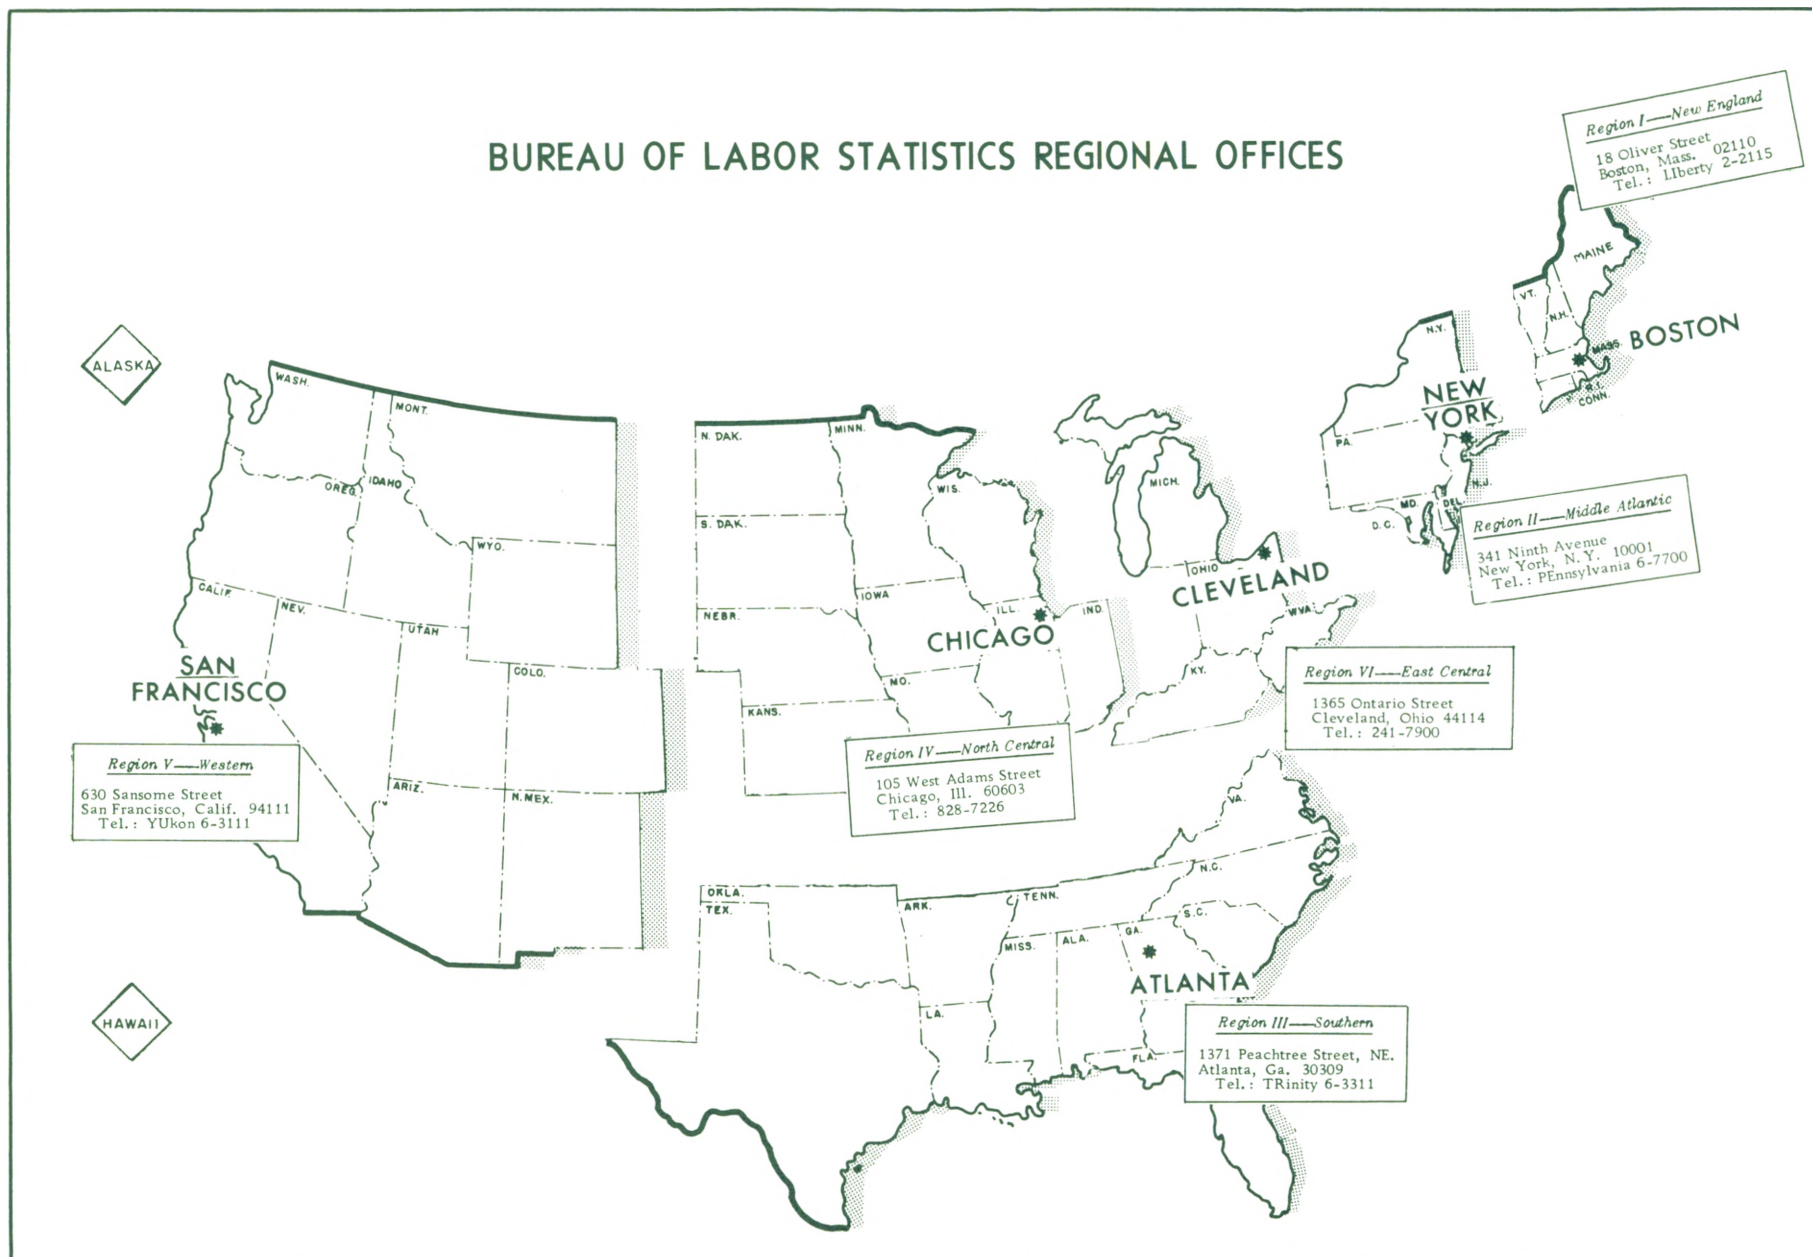 BUREAU OF LABOR STATISTICS REGIONAL OFFICES
Region I—New England
18 Oliver Street
Boston, Mass. 02110
Tel.: LIberty 2-2115
MAINE
VT.
N.H.
MASS.
BOSTON
R.I.
CONN.
N.Y.
NEW
YORK
PA.
N.J.
MD.
DEL.
D.C.
Region II—Middle Atlantic
341 Ninth Avenue
New York, N.Y. 10001
Tel.: PEnnsylvania 6-7700
ALASKA
WASH.
MONT.
OREG.
IDAHO
WYO.
CALIF.
NEV.
UTAH
COLO.
SAN
FRANCISCO
Region V—Western
630 Sansome Street
San Francisco, Calif. 94111
Tel.: YUkon 6-3111
ARIZ.
N.MEX.
HAWAII
N. DAK.
MINN.
S. DAK.
WIS.
NEBR.
IOWA
ILL.
IND.
CHICAGO
MO.
KANS.
Region IV—North Central
105 West Adams Street
Chicago, Ill. 60603
Tel.: 828-7226
MICH.
OHIO
CLEVELAND
W.VA.
KY.
Region VI—East Central
1365 Ontario Street
Cleveland, Ohio 44114
Tel.: 241-7900
VA.
N.C.
OKLA.
TEX.
ARK.
TENN.
S.C.
MISS.
ALA.
GA.
ATLANTA
LA.
FLA.
Region III—Southern
1371 Peachtree Street, NE.
Atlanta, Ga. 30309
Tel.: TRinity 6-3311